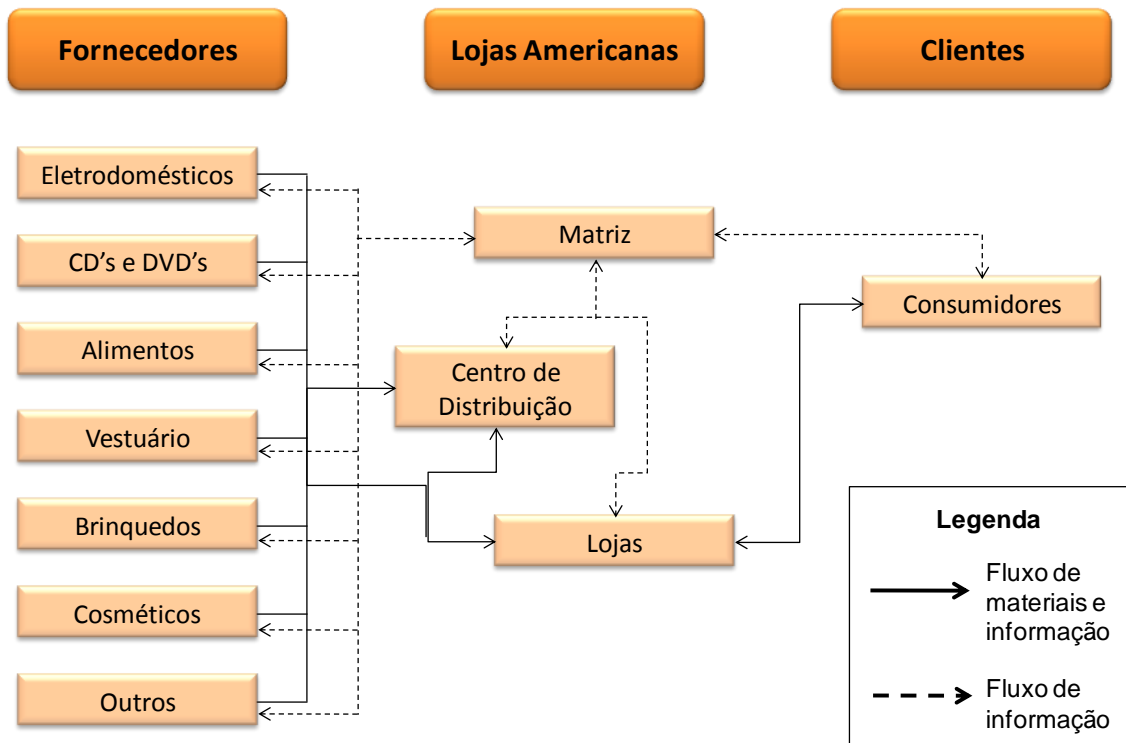 Fornecedores
Lojas Americanas
Clientes
Eletrodomésticos
CD’s e DVD’s
Alimentos
Vestuário
Brinquedos
Cosméticos
Outros
Matriz
Centro de
Distribuição
Lojas
Consumidores
Legenda
Fluxo de
materiais e
informação
Fluxo de
informação